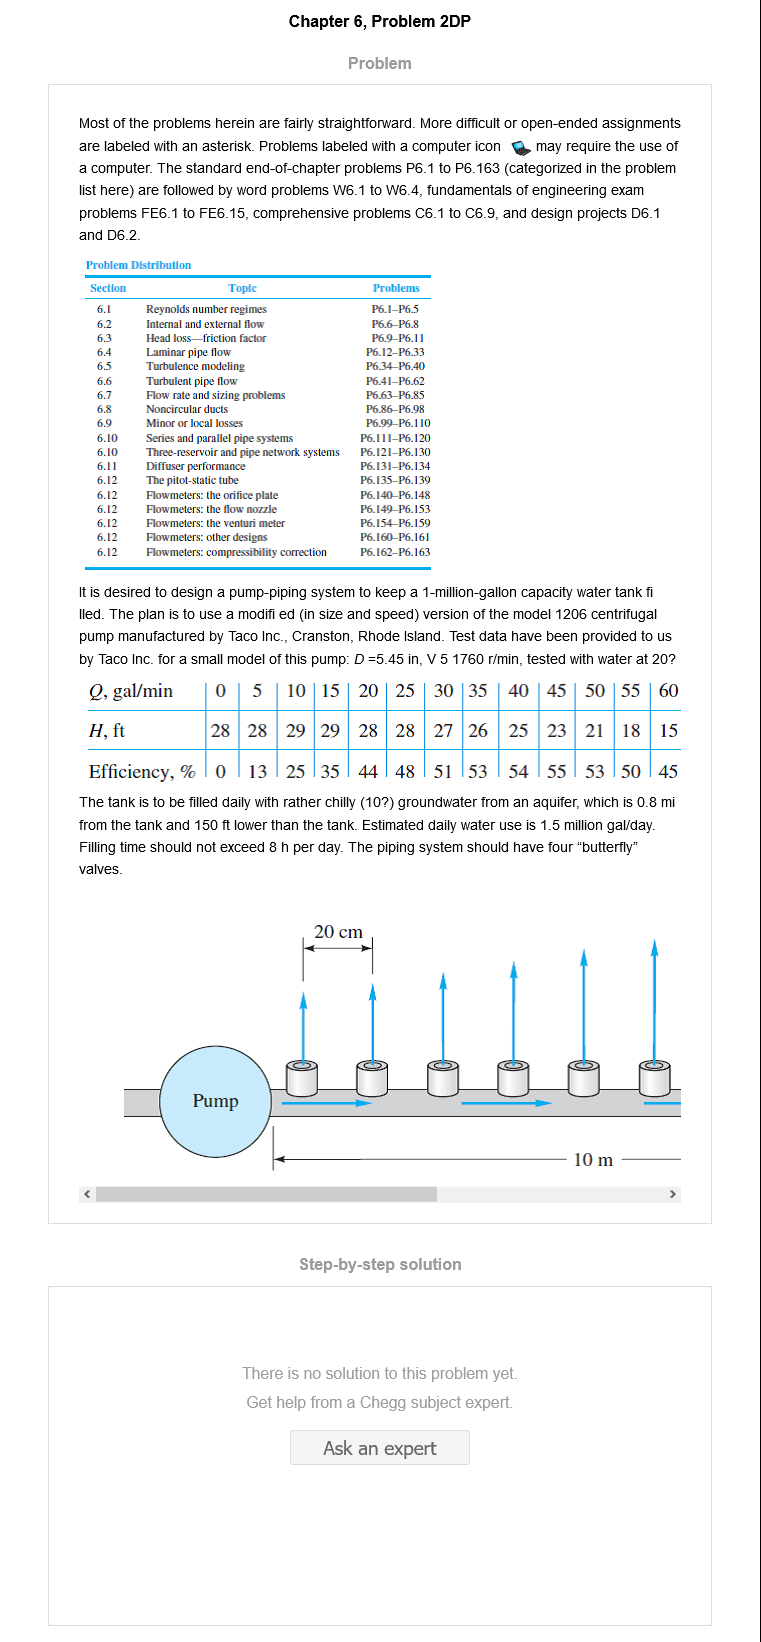 Chapter 6, Problem 2DP
Problem
Most of the problems herein are fairly straightforward. More difficult or open-ended assignments
are labeled with an asterisk. Problems labeled with a computer icon may require the use of
a computer. The standard end-of-chapter problems P6.1 to P6.163 (categorized in the problem
list here) are followed by word problems W6.1 to W6.4, fundamentals of engineering exam
problems FE6.1 to FE6.15, comprehensive problems C6.1 to C6.9, and design projects D6.1
and D6.2.
Problem Distribution
Section Topic Problems
6.1 Reynolds number regimes P6.1–P6.5
6.2 Internal and external flow P6.6–P6.8
6.3 Head loss—friction factor P6.9–P6.11
6.4 Laminar pipe flow P6.12–P6.33
6.5 Turbulence modeling P6.34–P6.40
6.6 Turbulent pipe flow P6.41–P6.62
6.7 Flow rate and sizing problems P6.63–P6.85
6.8 Noncircular ducts P6.86–P6.98
6.9 Minor or local losses P6.99–P6.110
6.10 Series and parallel pipe systems P6.111–P6.120
6.10 Three-reservoir and pipe network systems P6.121–P6.130
6.11 Diffuser performance P6.131–P6.134
6.12 The pitot-static tube P6.135–P6.139
6.12 Flowmeters: the orifice plate P6.140–P6.148
6.12 Flowmeters: the flow nozzle P6.149–P6.153
6.12 Flowmeters: the venturi meter P6.154–P6.159
6.12 Flowmeters: other designs P6.160–P6.161
6.12 Flowmeters: compressibility correction P6.162–P6.163
It is desired to design a pump-piping system to keep a 1-million-gallon capacity water tank fi
lled. The plan is to use a modifi ed (in size and speed) version of the model 1206 centrifugal
pump manufactured by Taco Inc., Cranston, Rhode Island. Test data have been provided to us
by Taco Inc. for a small model of this pump: D =5.45 in, V 5 1760 r/min, tested with water at 20?
Q, gal/min 0 5 10 15 20 25 30 35 40 45 50 55 60
H, ft 28 28 29 29 28 28 27 26 25 23 21 18 15
Efficiency, % 0 13 25 35 44 48 51 53 54 55 53 50 45
The tank is to be filled daily with rather chilly (10?) groundwater from an aquifer, which is 0.8 mi
from the tank and 150 ft lower than the tank. Estimated daily water use is 1.5 million gal/day.
Filling time should not exceed 8 h per day. The piping system should have four “butterfly”
valves.
20 cm
Pump
10 m
Step-by-step solution
There is no solution to this problem yet.
Get help from a Chegg subject expert.
Ask an expert